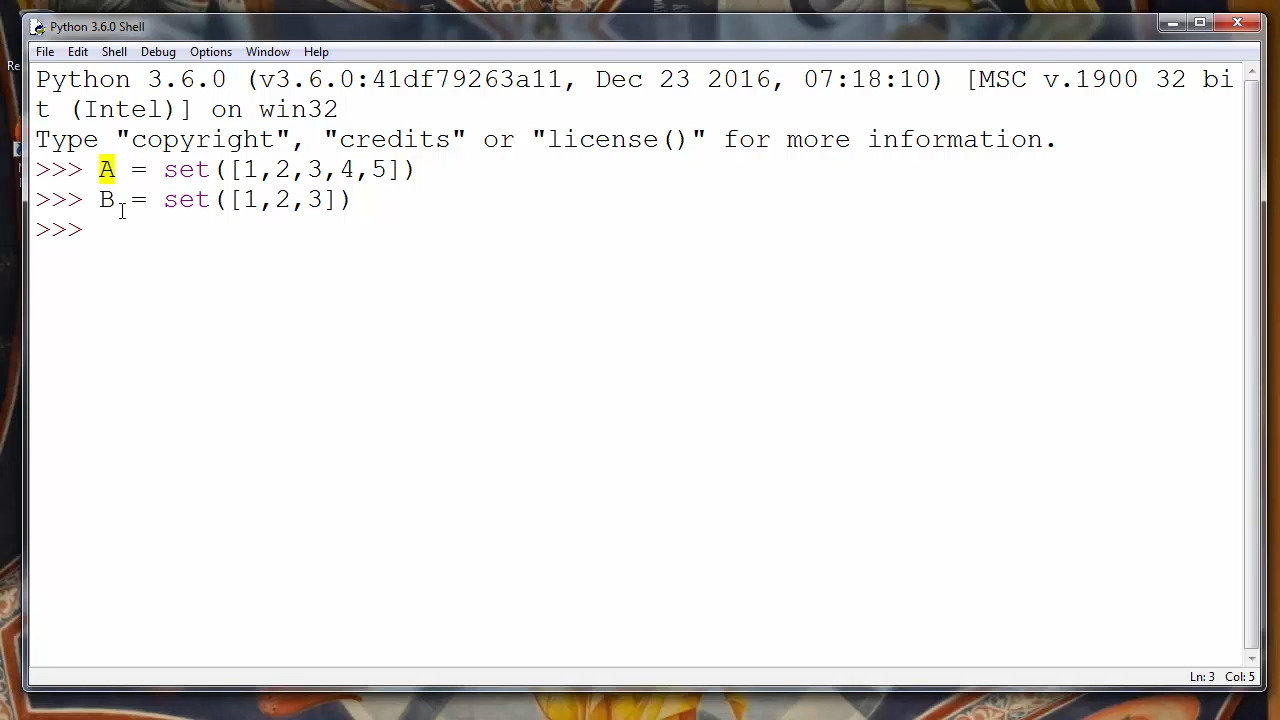 Python 3.6.0 Shell
File Edit Shell Debug Options Window Help
Re
Python 3.6.0 (v3.6.0:41df79263a11, Dec 23 2016, 07:18:10) [MSC v.1900 32 bi
t (Intel)] on win32
Type "copyright", "credits" or "license()" for more information.
>>> A = set([1,2,3,4,5])
>>> B = set([1,2,3])
>>>
Ln: 3 Col: 5